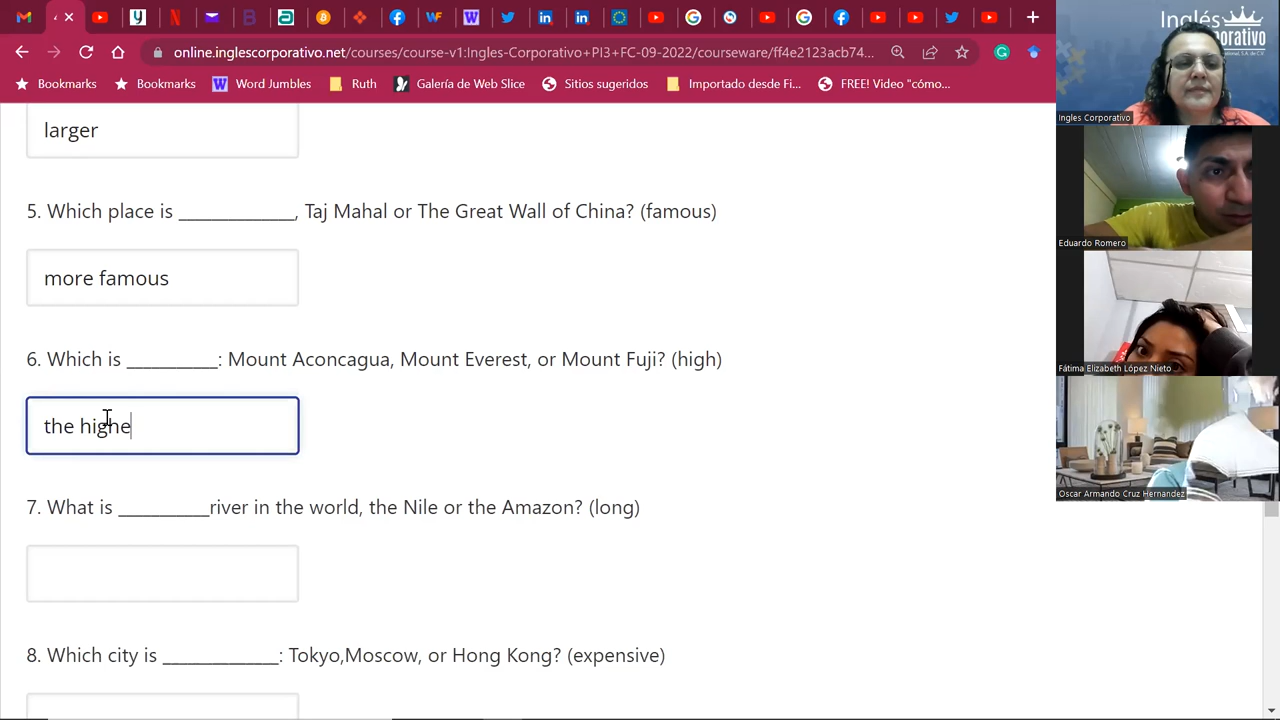 online.inglescorporativo.net/courses/course-v1:Ingles-Corporativo+PI3+FC-09-2022/courseware/ff4e2123acb74...
Bookmarks Bookmarks Word Jumbles Ruth Galería de Web Slice Sitios sugeridos Importado desde Fi... FREE! Video "cómo...
larger
5. Which place is ______________, Taj Mahal or The Great Wall of China? (famous)
more famous
6. Which is ___________: Mount Aconcagua, Mount Everest, or Mount Fuji? (high)
the highe
7. What is ___________river in the world, the Nile or the Amazon? (long)
8. Which city is ______________: Tokyo,Moscow, or Hong Kong? (expensive)
Inglés
Ingles Corporativo
Eduardo Romero
Fátima Elizabeth López Nieto
Oscar Armando Cruz Hernandez